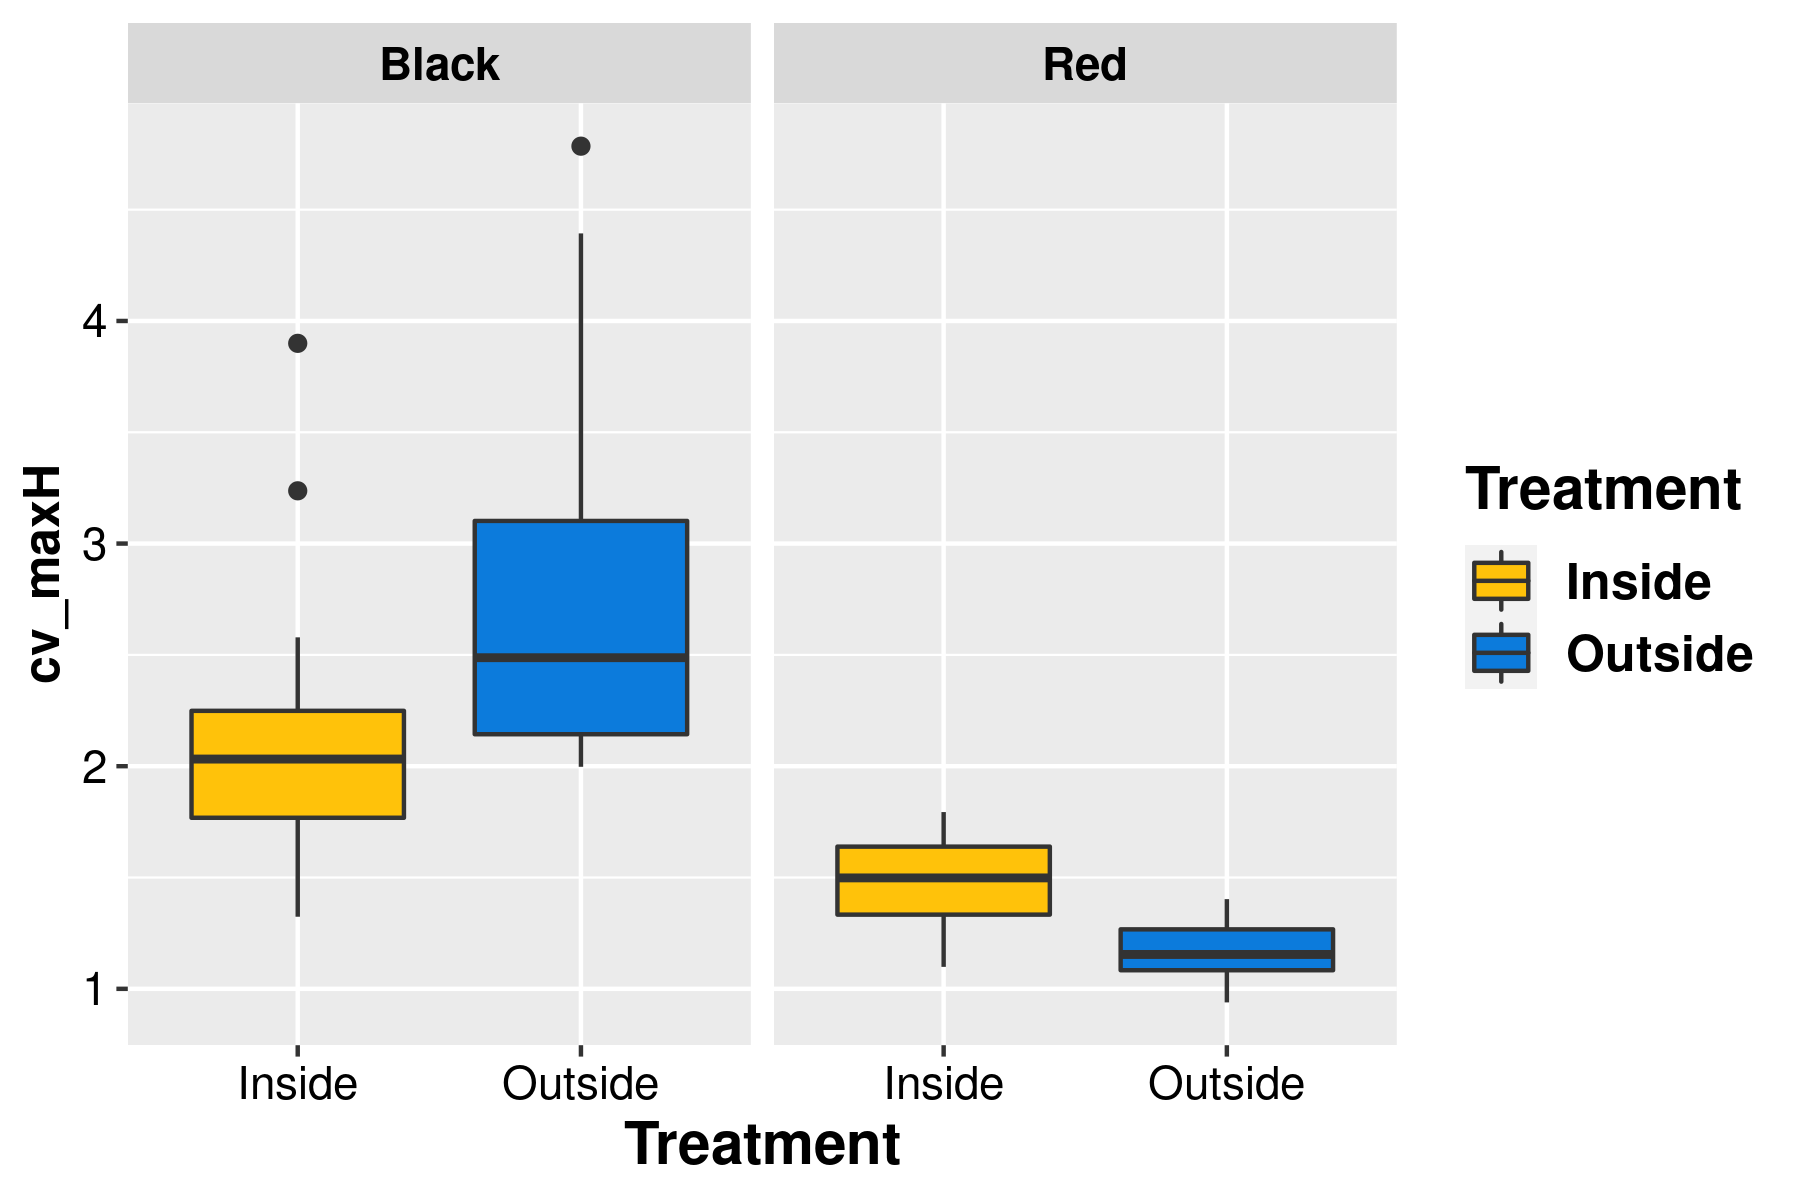 Black
Red
cv_maxH
4
3
2
1
Inside
Outside
Inside
Outside
Treatment
Treatment
Inside
Outside